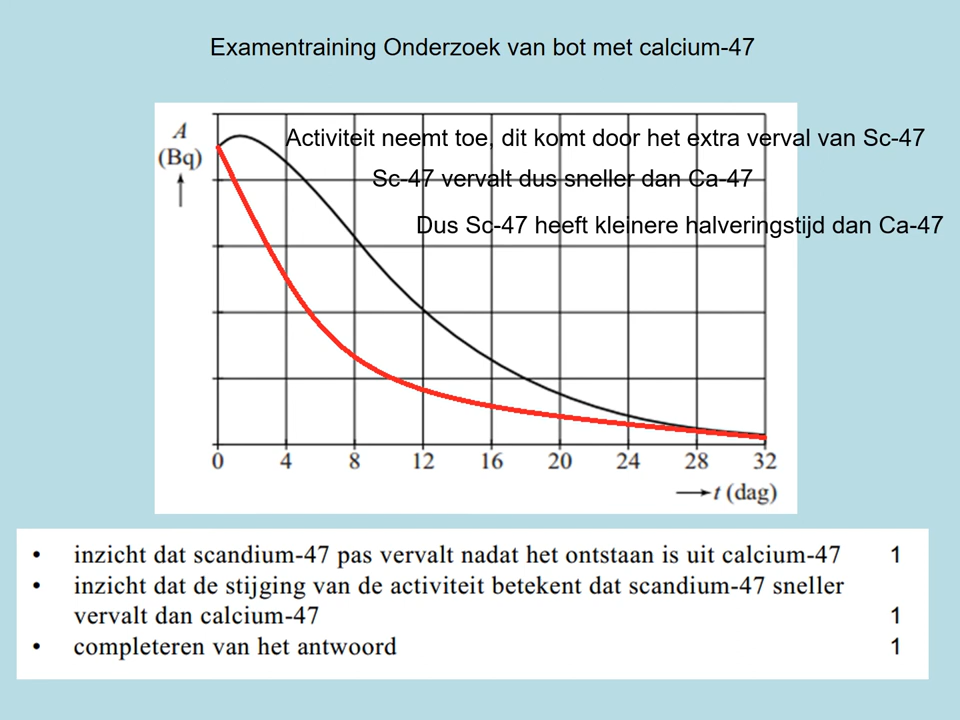 Examentraining Onderzoek van bot met calcium-47
A
(Bq)
Activiteit neemt toe, dit komt door het extra verval van Sc-47
Sc-47 vervalt dus sneller dan Ca-47
Dus Sc-47 heeft kleinere halveringstijd dan Ca-47
0 4 8 12 16 20 24 28 32
t (dag)
• inzicht dat scandium-47 pas vervalt nadat het ontstaan is uit calcium-47 1
• inzicht dat de stijging van de activiteit betekent dat scandium-47 sneller
vervalt dan calcium-47 1
• completeren van het antwoord 1